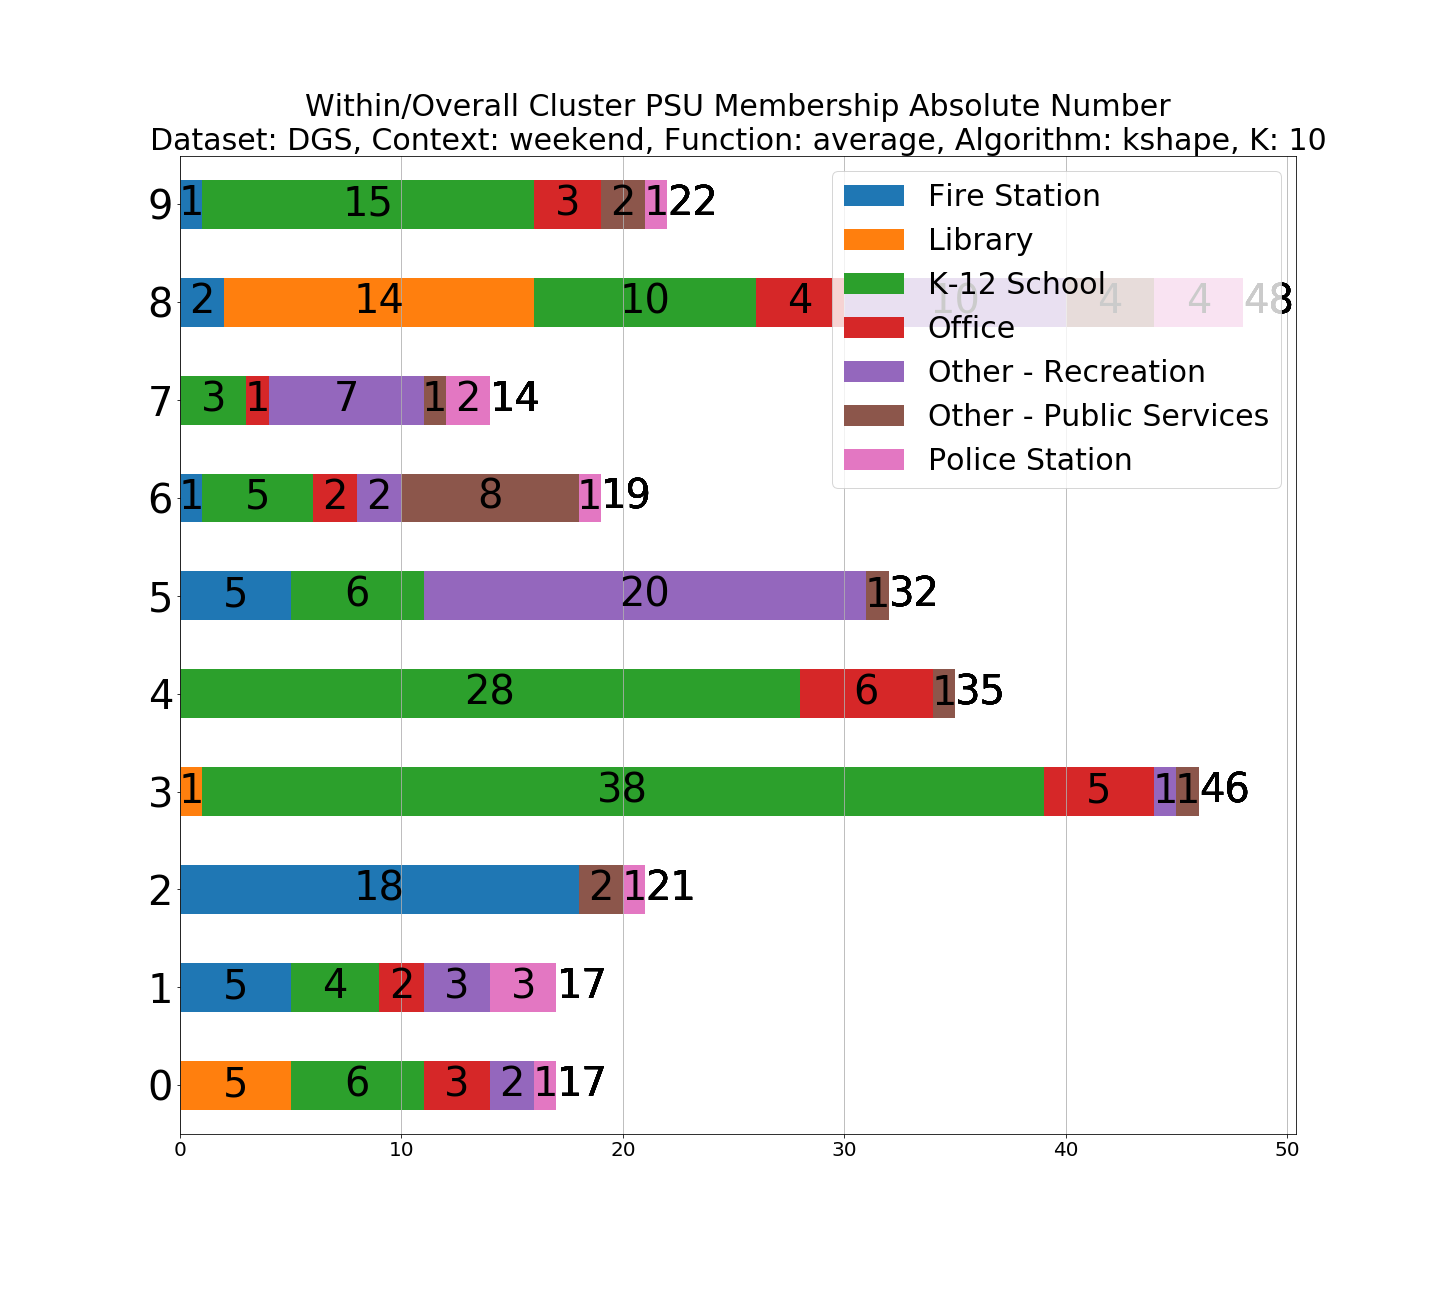 Within/Overall Cluster PSU Membership Absolute Number
Dataset: DGS, Context: weekend, Function: average, Algorithm: kshape, K: 10
9 1 15 3 2 1 22
8 2 14 10 4 10 4 4 48
7 3 1 7 1 2 14
6 1 5 2 2 8 1 19
5 5 6 20 1 32
4 28 6 1 35
3 1 38 5 1 1 46
2 18 2 1 21
1 5 4 2 3 3 17
0 5 6 3 2 1 17
0 10 20 30 40 50
Fire Station
Library
K-12 School
Office
Other - Recreation
Other - Public Services
Police Station